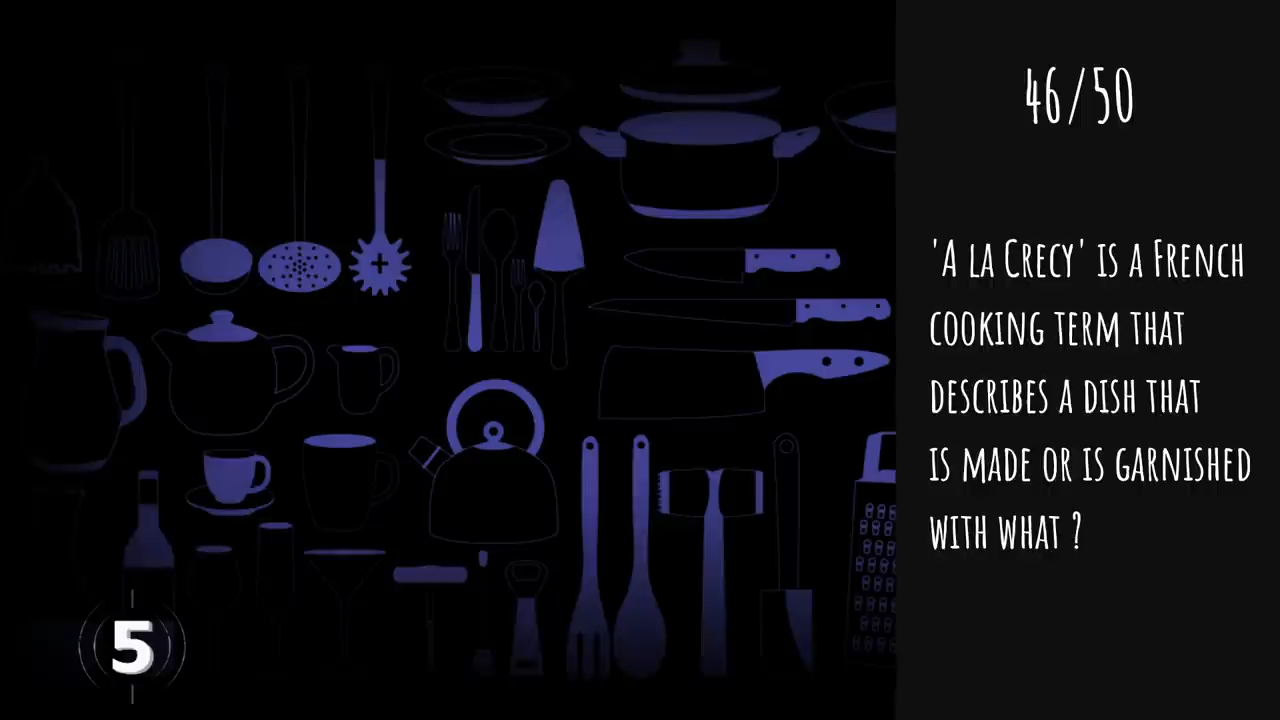 46/50
'A la Crecy' is a French
cooking term that
describes a dish that
is made or is garnished
with what ?
5